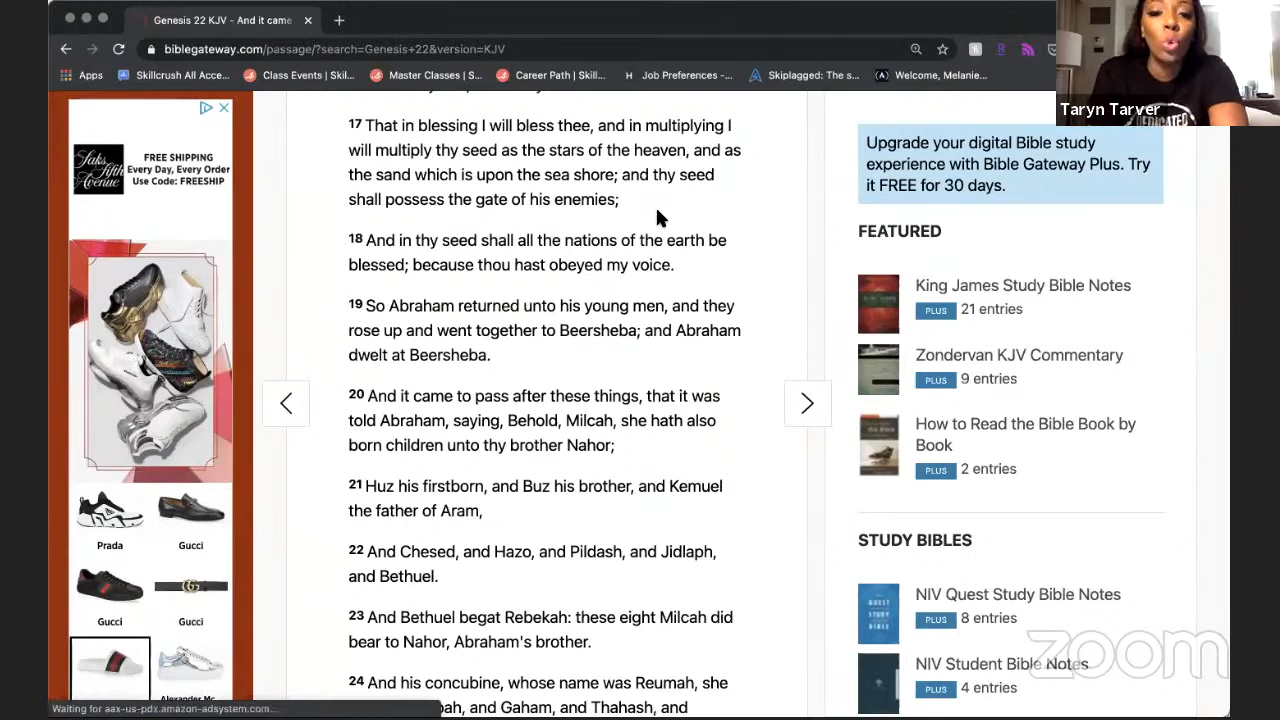 Genesis 22 KJV - And it came
biblegateway.com/passage/?search=Genesis+22&version=KJV
Apps
Skillcrush All Acce...
Class Events | Skil...
Master Classes | S...
Career Path | Skill...
Job Preferences -...
Skiplagged: The s...
Welcome, Melanie...
Taryn Tarver
Saks
Fifth
Avenue
FREE SHIPPING
Every Day, Every Order
Use Code: FREESHIP
Prada
Gucci
Gucci
Gucci
Alexander Mc
17 That in blessing I will bless thee, and in multiplying I
will multiply thy seed as the stars of the heaven, and as
the sand which is upon the sea shore; and thy seed
shall possess the gate of his enemies;
18 And in thy seed shall all the nations of the earth be
blessed; because thou hast obeyed my voice.
19 So Abraham returned unto his young men, and they
rose up and went together to Beersheba; and Abraham
dwelt at Beersheba.
20 And it came to pass after these things, that it was
told Abraham, saying, Behold, Milcah, she hath also
born children unto thy brother Nahor;
21 Huz his firstborn, and Buz his brother, and Kemuel
the father of Aram,
22 And Chesed, and Hazo, and Pildash, and Jidlaph,
and Bethuel.
23 And Bethuel begat Rebekah: these eight Milcah did
bear to Nahor, Abraham's brother.
24 And his concubine, whose name was Reumah, she
and Gaham, and Thahash, and
Waiting for aax-us-pdx.amazon-adsystem.com...
Upgrade your digital Bible study
experience with Bible Gateway Plus. Try
it FREE for 30 days.
FEATURED
King James Study Bible Notes
PLUS 21 entries
Zondervan KJV Commentary
PLUS 9 entries
How to Read the Bible Book by
Book
PLUS 2 entries
STUDY BIBLES
NIV Quest Study Bible Notes
PLUS 8 entries
NIV Student Bible Notes
PLUS 4 entries
zoom